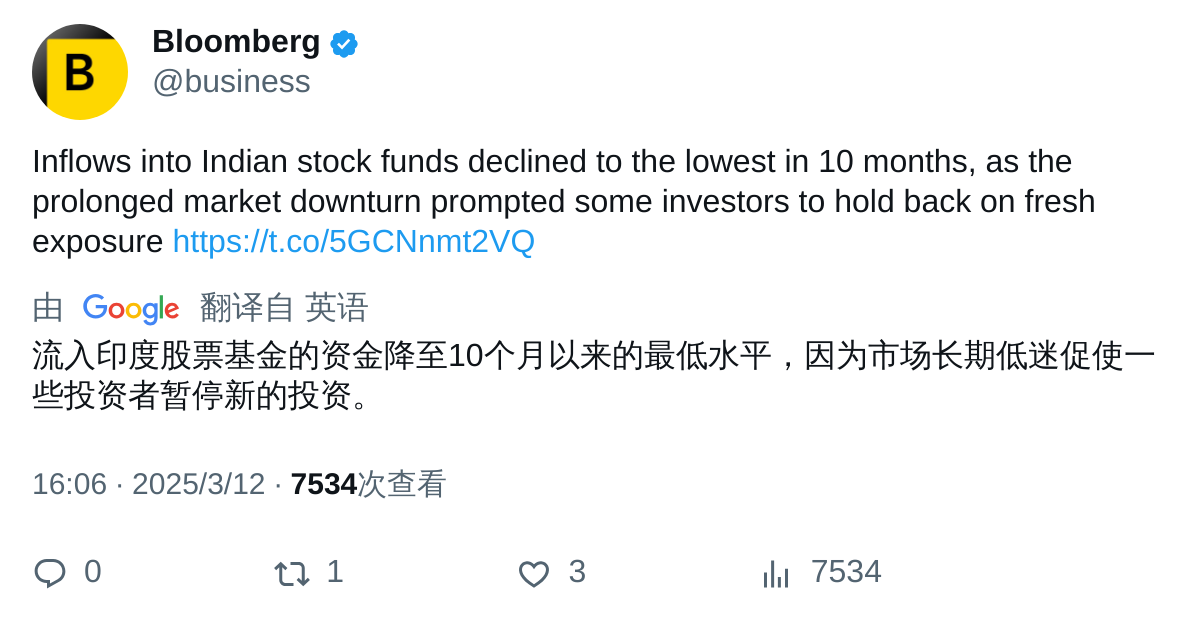 B
Bloomberg
@business
Inflows into Indian stock funds declined to the lowest in 10 months, as the
prolonged market downturn prompted some investors to hold back on fresh
exposure https://t.co/5GCNnmt2VQ
由 Google 翻译自 英语
流入印度股票基金的资金降至10个月以来的最低水平，因为市场长期低迷促使一
些投资者暂停新的投资。
16:06 · 2025/3/12 · 7534次查看
0 1 3 7534